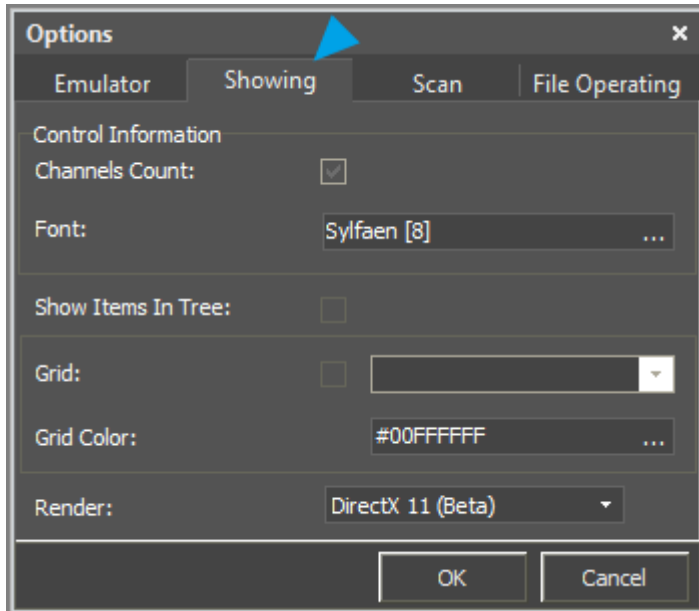 Options
Emulator Showing Scan File Operating
Control Information
Channels Count:
Font: Sylfaen [8] ...
Show Items In Tree:
Grid:
Grid Color: #00FFFFFF ...
Render: DirectX 11 (Beta)
OK Cancel